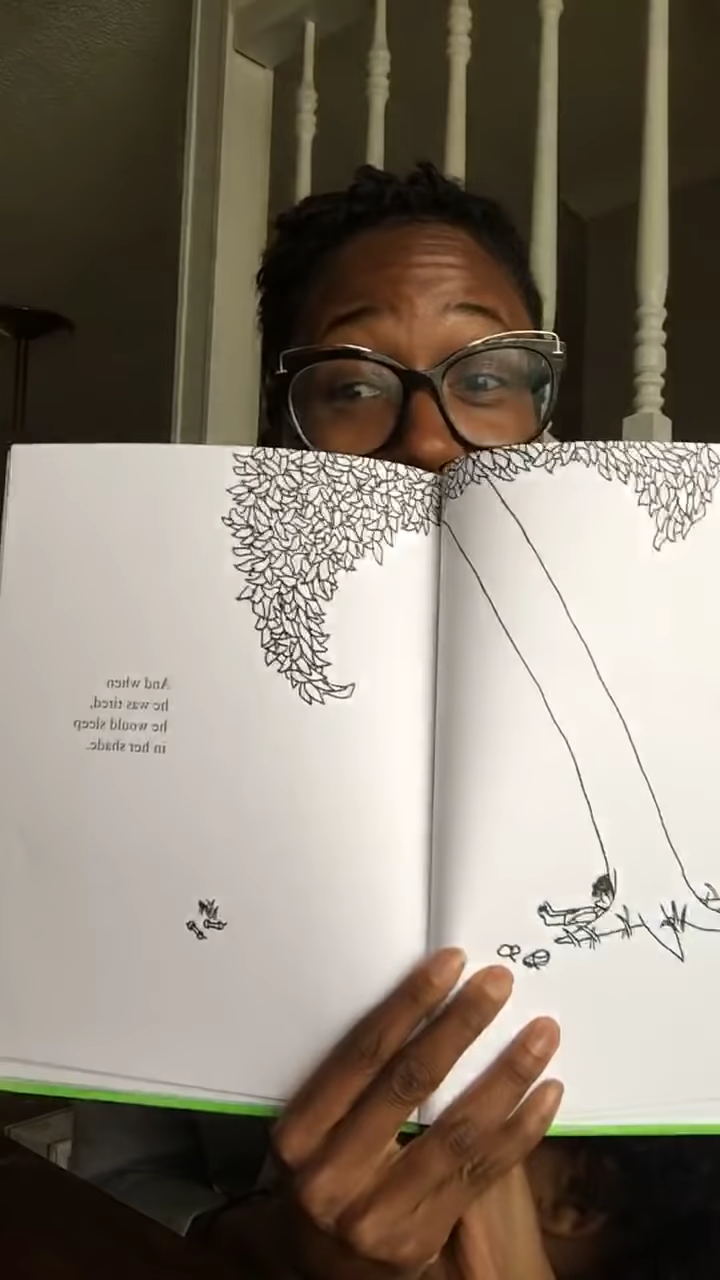 And when
he was tired,
he would sleep
in her shade.